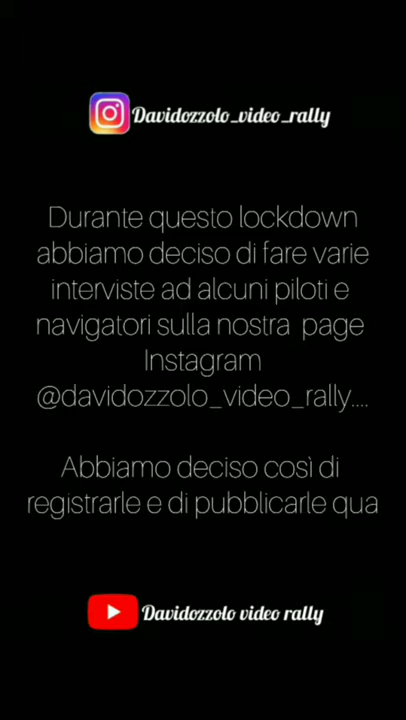 Davidozzolo_video_rally
Durante questo lockdown
abbiamo deciso di fare varie
interviste ad alcuni piloti e
navigatori sulla nostra page
Instagram
@davidozzolo_video_rally....
Abbiamo deciso così di
registrarle e di pubblicarle qua
Davidozzolo video rally